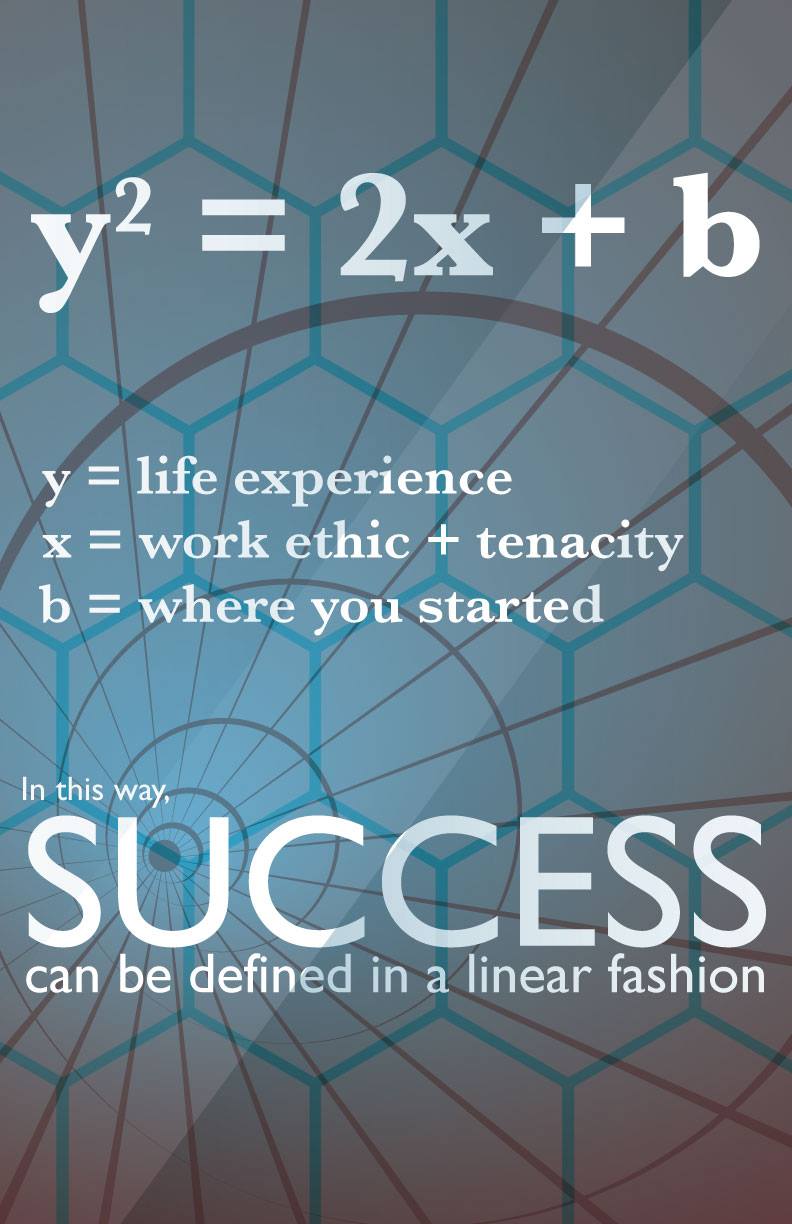 y² = 2x + b
y = life experience
x = work ethic + tenacity
b = where you started
In this way,
SUCCESS
can be defined in a linear fashion